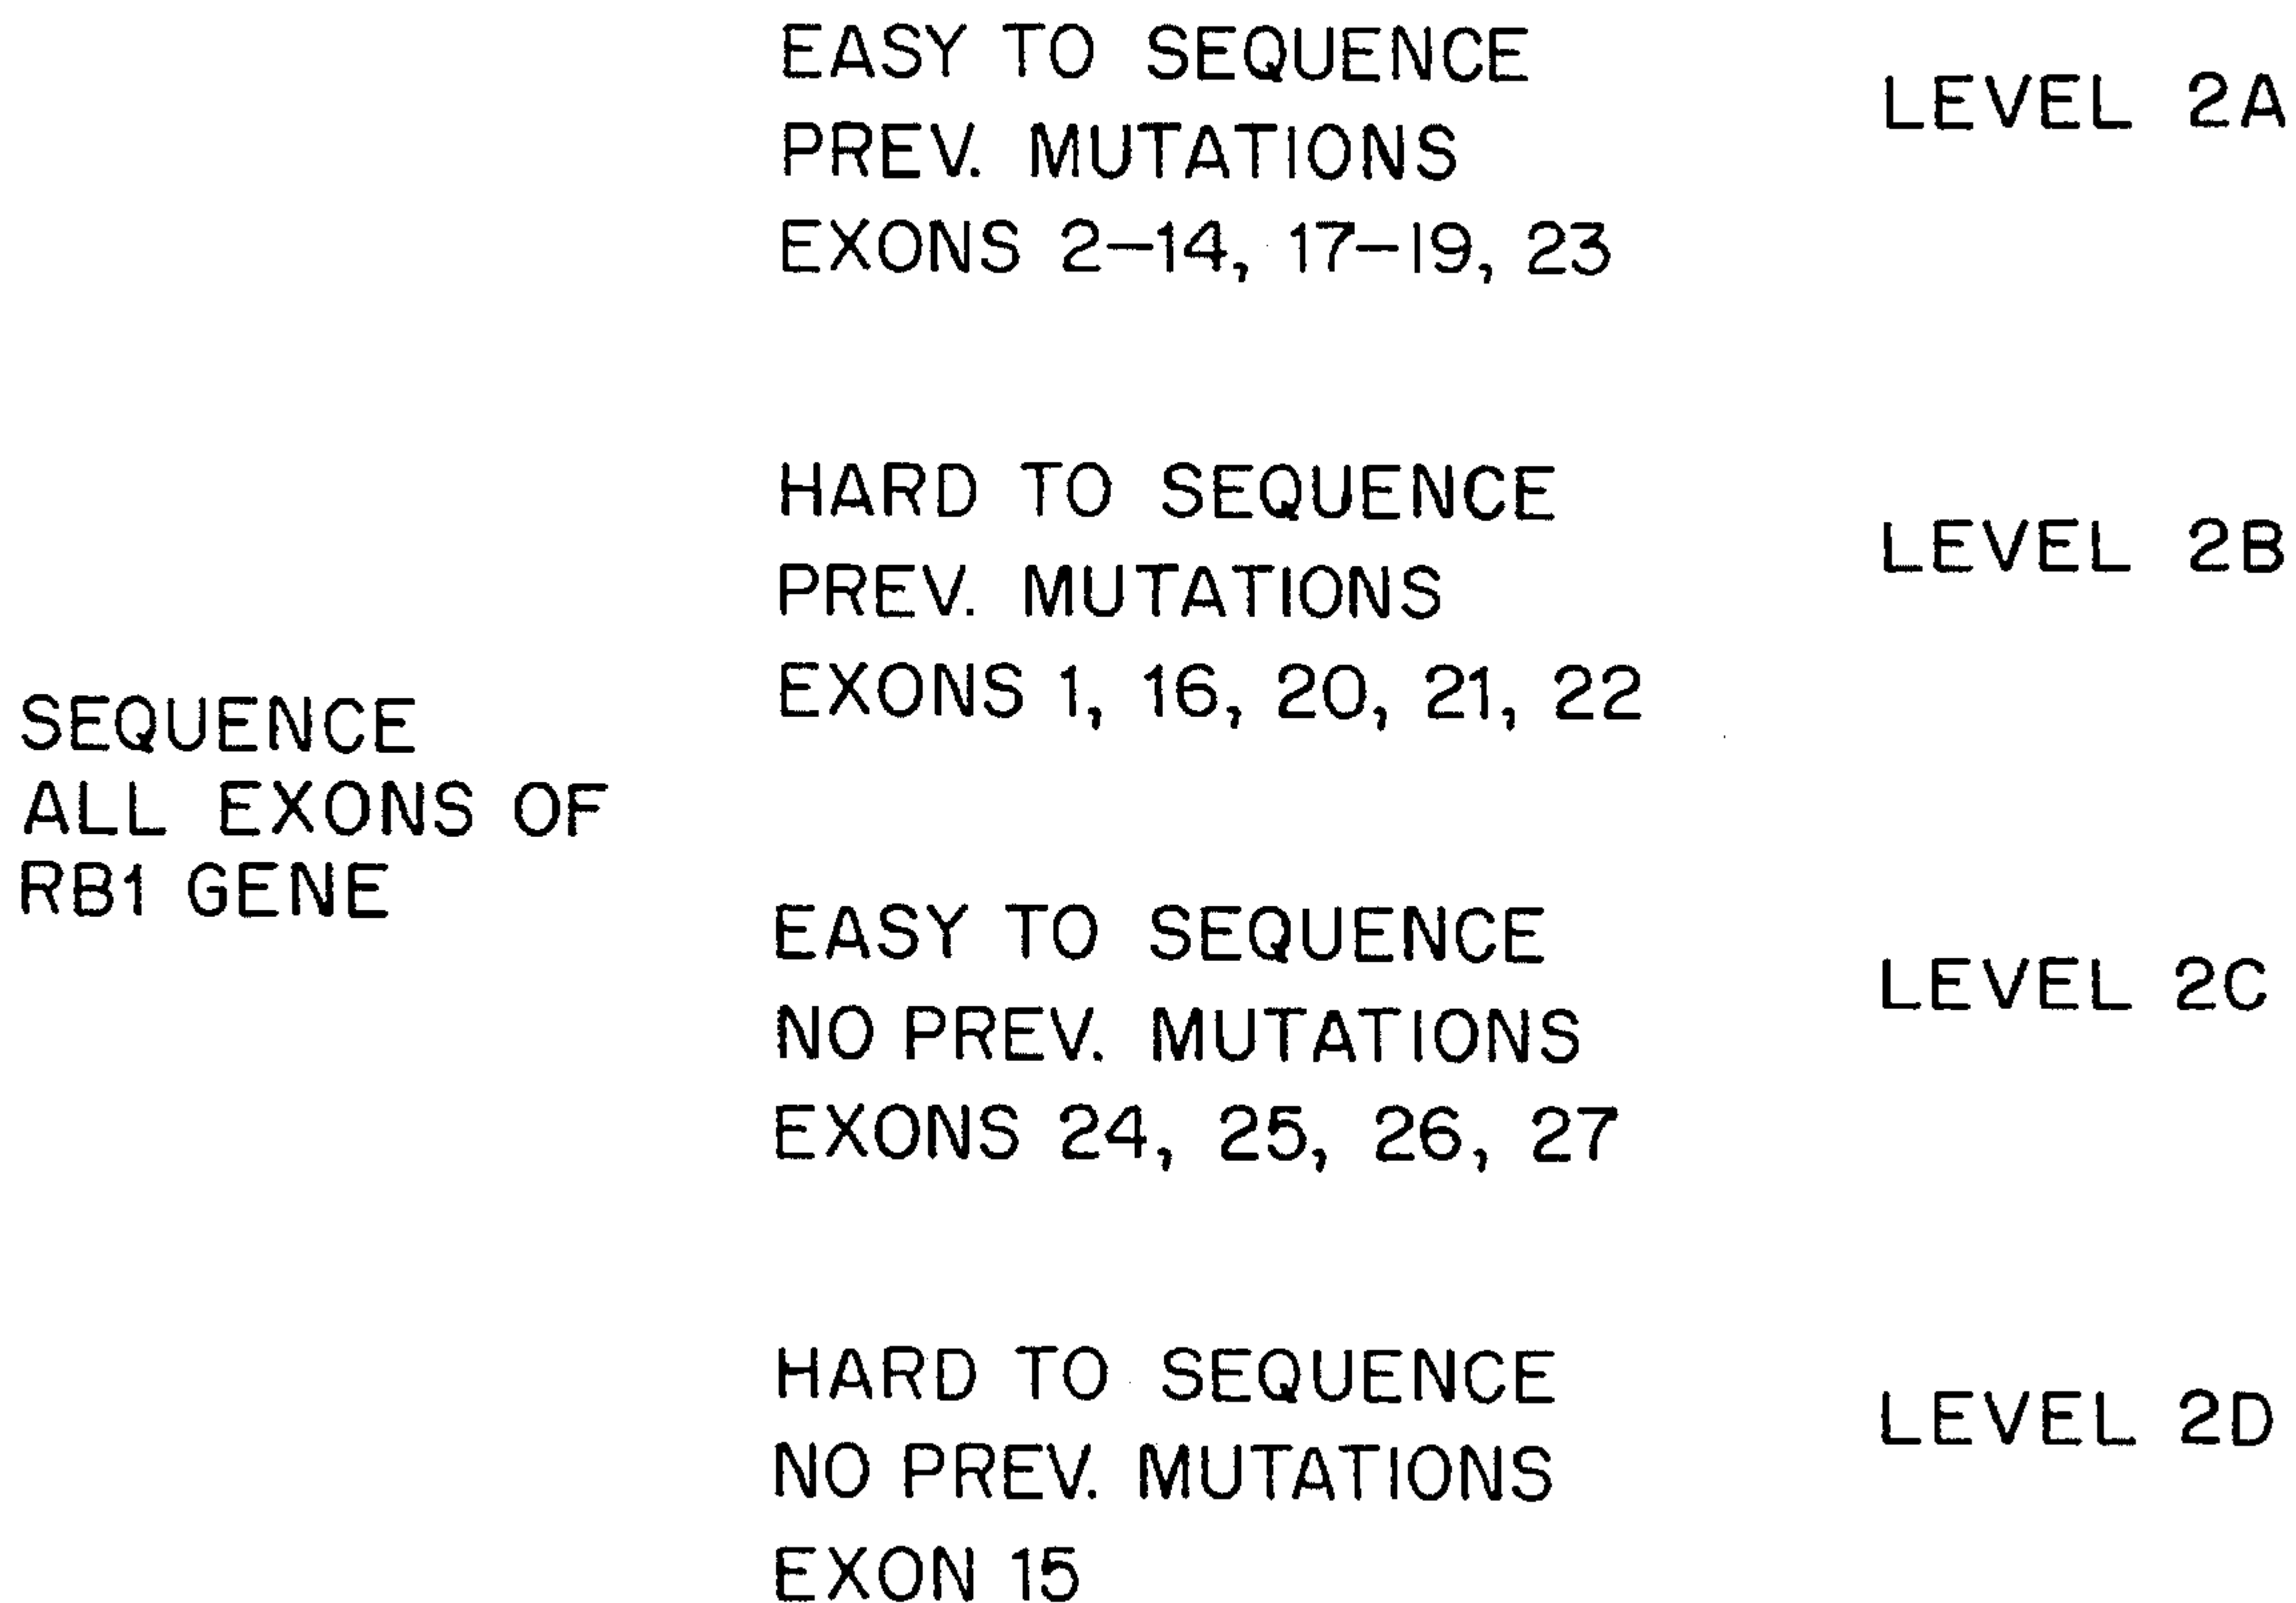 EASY TO SEQUENCE
PREV. MUTATIONS
EXONS 2–14, 17–19, 23
LEVEL 2A
HARD TO SEQUENCE
PREV. MUTATIONS
EXONS 1, 16, 20, 21, 22
LEVEL 2B
SEQUENCE
ALL EXONS OF
RB1 GENE
EASY TO SEQUENCE
NO PREV. MUTATIONS
EXONS 24, 25, 26, 27
LEVEL 2C
HARD TO SEQUENCE
NO PREV. MUTATIONS
EXON 15
LEVEL 2D